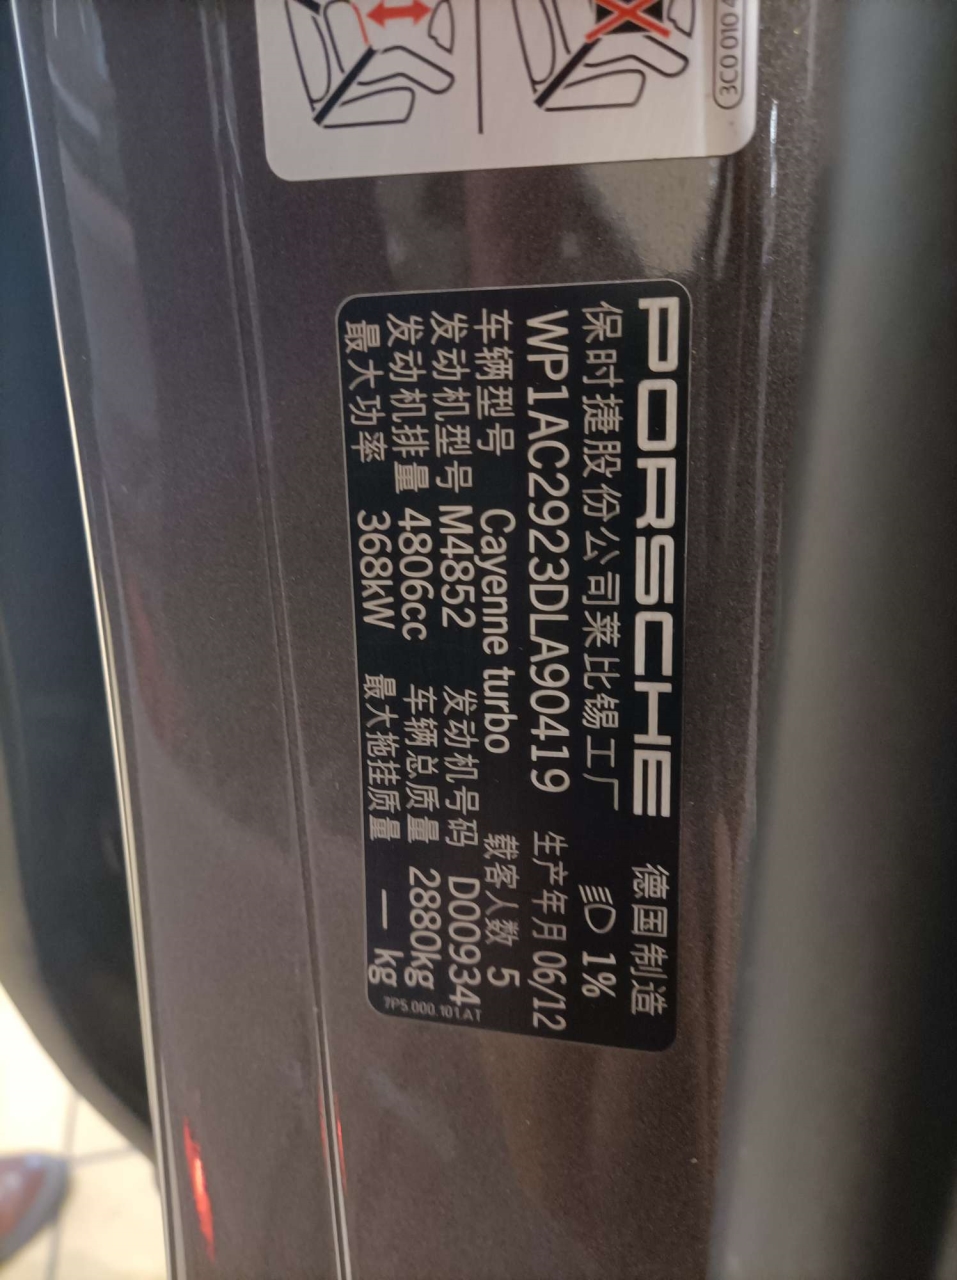 3C0 010 4
PORSCHE 德国制造
保时捷股份公司莱比锡工厂 1%
WP1AC2923DLA90419 生产年月 06/12
车辆型号 Cayenne turbo 载客人数 5
发动机型号 M4852 发动机号码 D00934
发动机排量 4806cc 车辆总质量 2880kg
最大功率 368kW 最大拖挂质量 — kg
7P5.000.101.AT